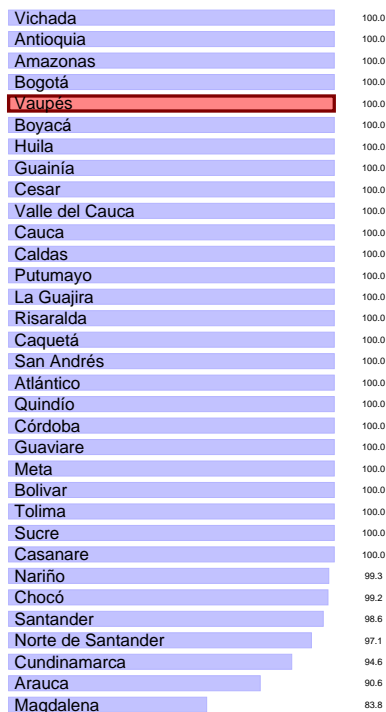 Vichada 100.0
Antioquia 100.0
Amazonas 100.0
Bogotá 100.0
Vaupés 100.0
Boyacá 100.0
Huila 100.0
Guainía 100.0
Cesar 100.0
Valle del Cauca 100.0
Cauca 100.0
Caldas 100.0
Putumayo 100.0
La Guajira 100.0
Risaralda 100.0
Caquetá 100.0
San Andrés 100.0
Atlántico 100.0
Quindío 100.0
Córdoba 100.0
Guaviare 100.0
Meta 100.0
Bolivar 100.0
Tolima 100.0
Sucre 100.0
Casanare 100.0
Nariño 99.3
Chocó 99.2
Santander 98.6
Norte de Santander 97.1
Cundinamarca 94.6
Arauca 90.6
Magdalena 83.8